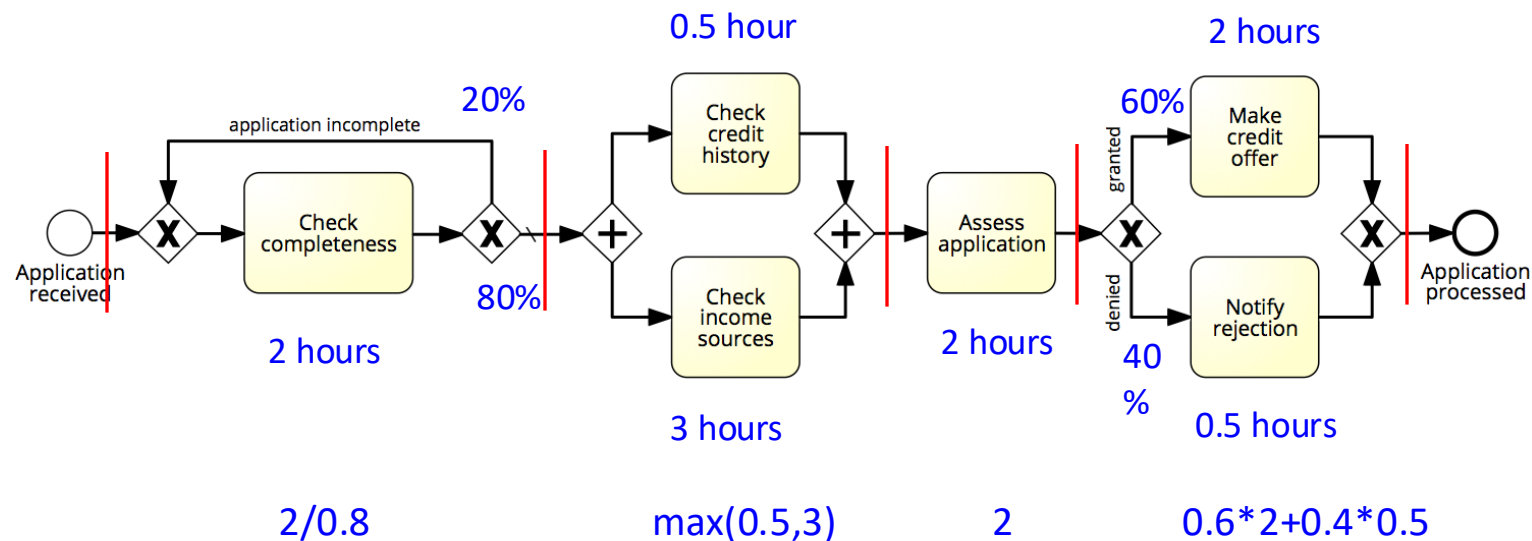 0.5 hour
2 hours
20%
60%
application incomplete
Check
credit
history
granted
Make
credit
offer
X
Check
completeness
X
+
+
Assess
application
X
X
Application
received
Application
processed
80%
Check
income
sources
denied
Notify
rejection
2 hours
2 hours
40
%
3 hours
0.5 hours
2/0.8
max(0.5,3)
2
0.6*2+0.4*0.5